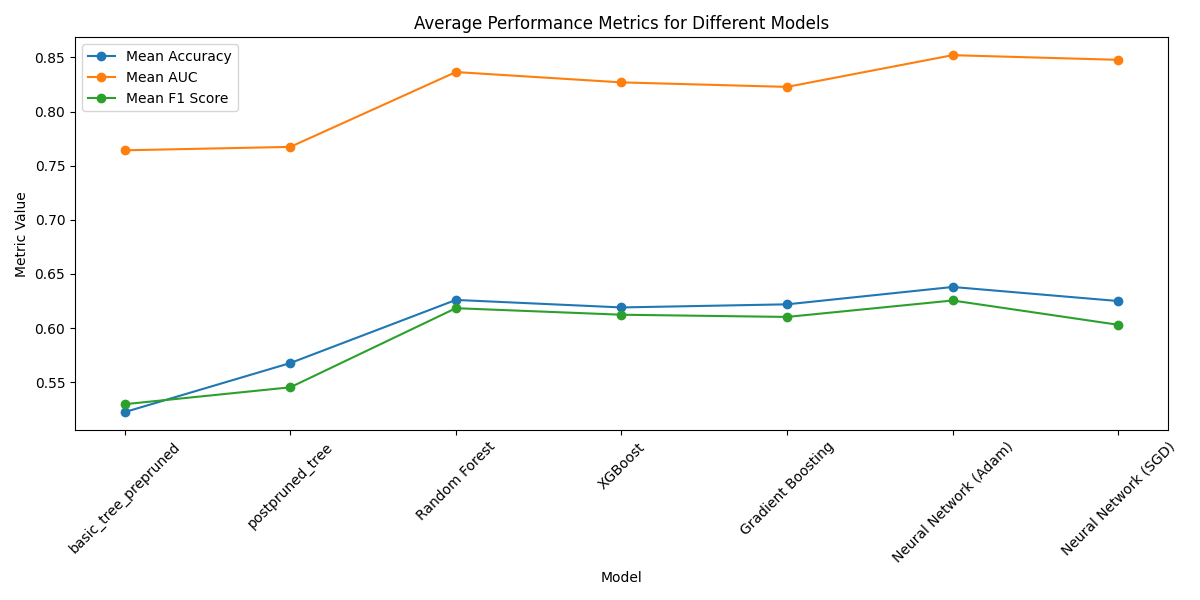 Average Performance Metrics for Different Models
Mean Accuracy
Mean AUC
Mean F1 Score
Metric Value
0.85
0.80
0.75
0.70
0.65
0.60
0.55
basic_tree_prepruned
postpruned_tree
Random Forest
XGBoost
Gradient Boosting
Neural Network (Adam)
Neural Network (SGD)
Model